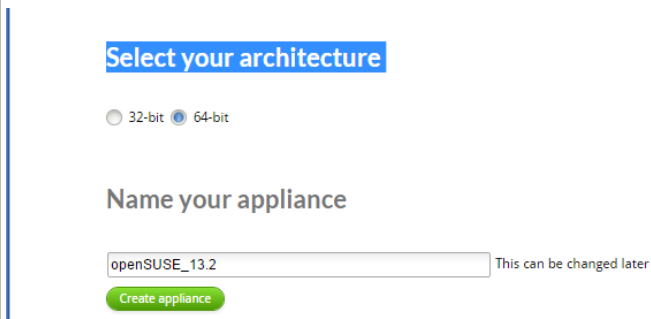 Select your architecture
32-bit 64-bit
Name your appliance
openSUSE_13.2 This can be changed later
Create appliance